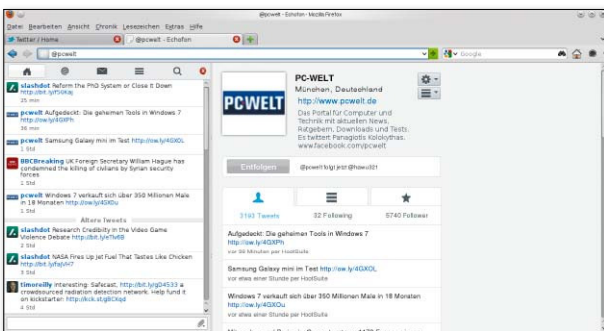 @pcwelt - Echofon - Mozilla Firefox
Datei Bearbeiten Ansicht Chronik Lesezeichen Extras Hilfe
Twitter / Home
@pcwelt - Echofon
@pcwelt
Google
slashdot Reform the PhD System or Close It Down
25 min
pcwelt Aufgedeckt: Die geheimen Tools in Windows 7
http://ow.ly/4GXPh
36 min
pcwelt Samsung Galaxy mini im Test http://ow.ly/4GXOL
1 Std
BBCBreaking UK Foreign Secretary William Hague has
condemned the killing of civilians by Syrian security
forces
1 Std
pcwelt Windows 7 verkauft sich über 350 Millionen Male
in 18 Monaten http://ow.ly/4GXOu
1 Std
Ältere Tweets
slashdot Research Credibility in the Video Game
Violence Debate http://bit.ly/eTlv6B
2 Std
slashdot NASA Fires Up Jet Fuel That Tastes Like Chicken
http://bit.ly/fajVH7
3 Std
timoreilly Interesting: Safecast, http://bit.ly/gD4533 a
crowdsourced radiation detection network. Help fund it
on kickstarter: http://kck.st/g8CKqd
4 Std
PCWELT
PC-WELT
München, Deutschland
http://www.pcwelt.de
Das Portal für Computer und
Technik mit aktuellen News,
Ratgebern, Downloads und Tests.
Es twittert Panagiotis Kolokythas.
www.facebook.com/pcwelt
Entfolgen
@pcwelt folgt jetzt @hawu321
3193 Tweets
32 Following
5740 Follower
Aufgedeckt: Die geheimen Tools in Windows 7
http://ow.ly/4GXPh
vor 36 Minuten per HootSuite
Samsung Galaxy mini im Test http://ow.ly/4GXOL
vor etwa einer Stunde per HootSuite
Windows 7 verkauft sich über 350 Millionen Male in 18 Monaten
http://ow.ly/4GXOu
vor etwa einer Stunde per HootSuite